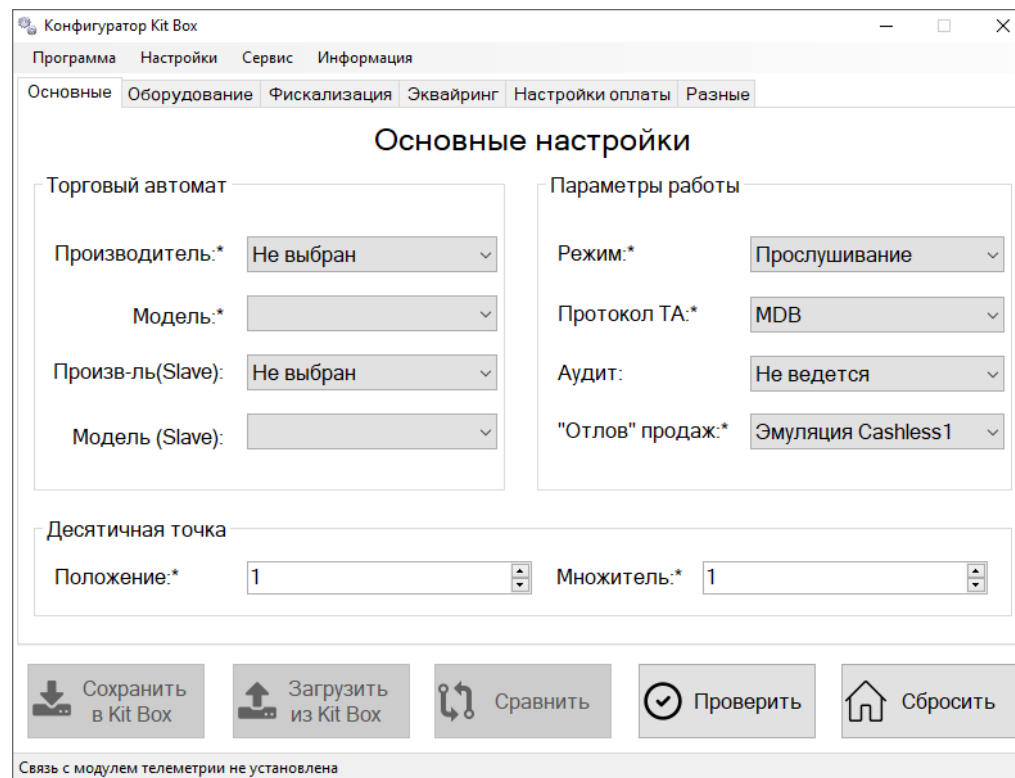 Конфигуратор Kit Box
Программа Настройки Сервис Информация
Основные Оборудование Фискализация Эквайринг Настройки оплаты Разные
Основные настройки
Торговый автомат
Производитель:* Не выбран
Модель:*
Произв-ль(Slave): Не выбран
Модель (Slave):
Параметры работы
Режим:* Прослушивание
Протокол ТА:* MDB
Аудит: Не ведется
"Отлов" продаж:* Эмуляция Cashless1
Десятичная точка
Положение:* 1 Множитель:* 1
Сохранить
в Kit Box
Загрузить
из Kit Box
Сравнить
Проверить
Сбросить
Связь с модулем телеметрии не установлена